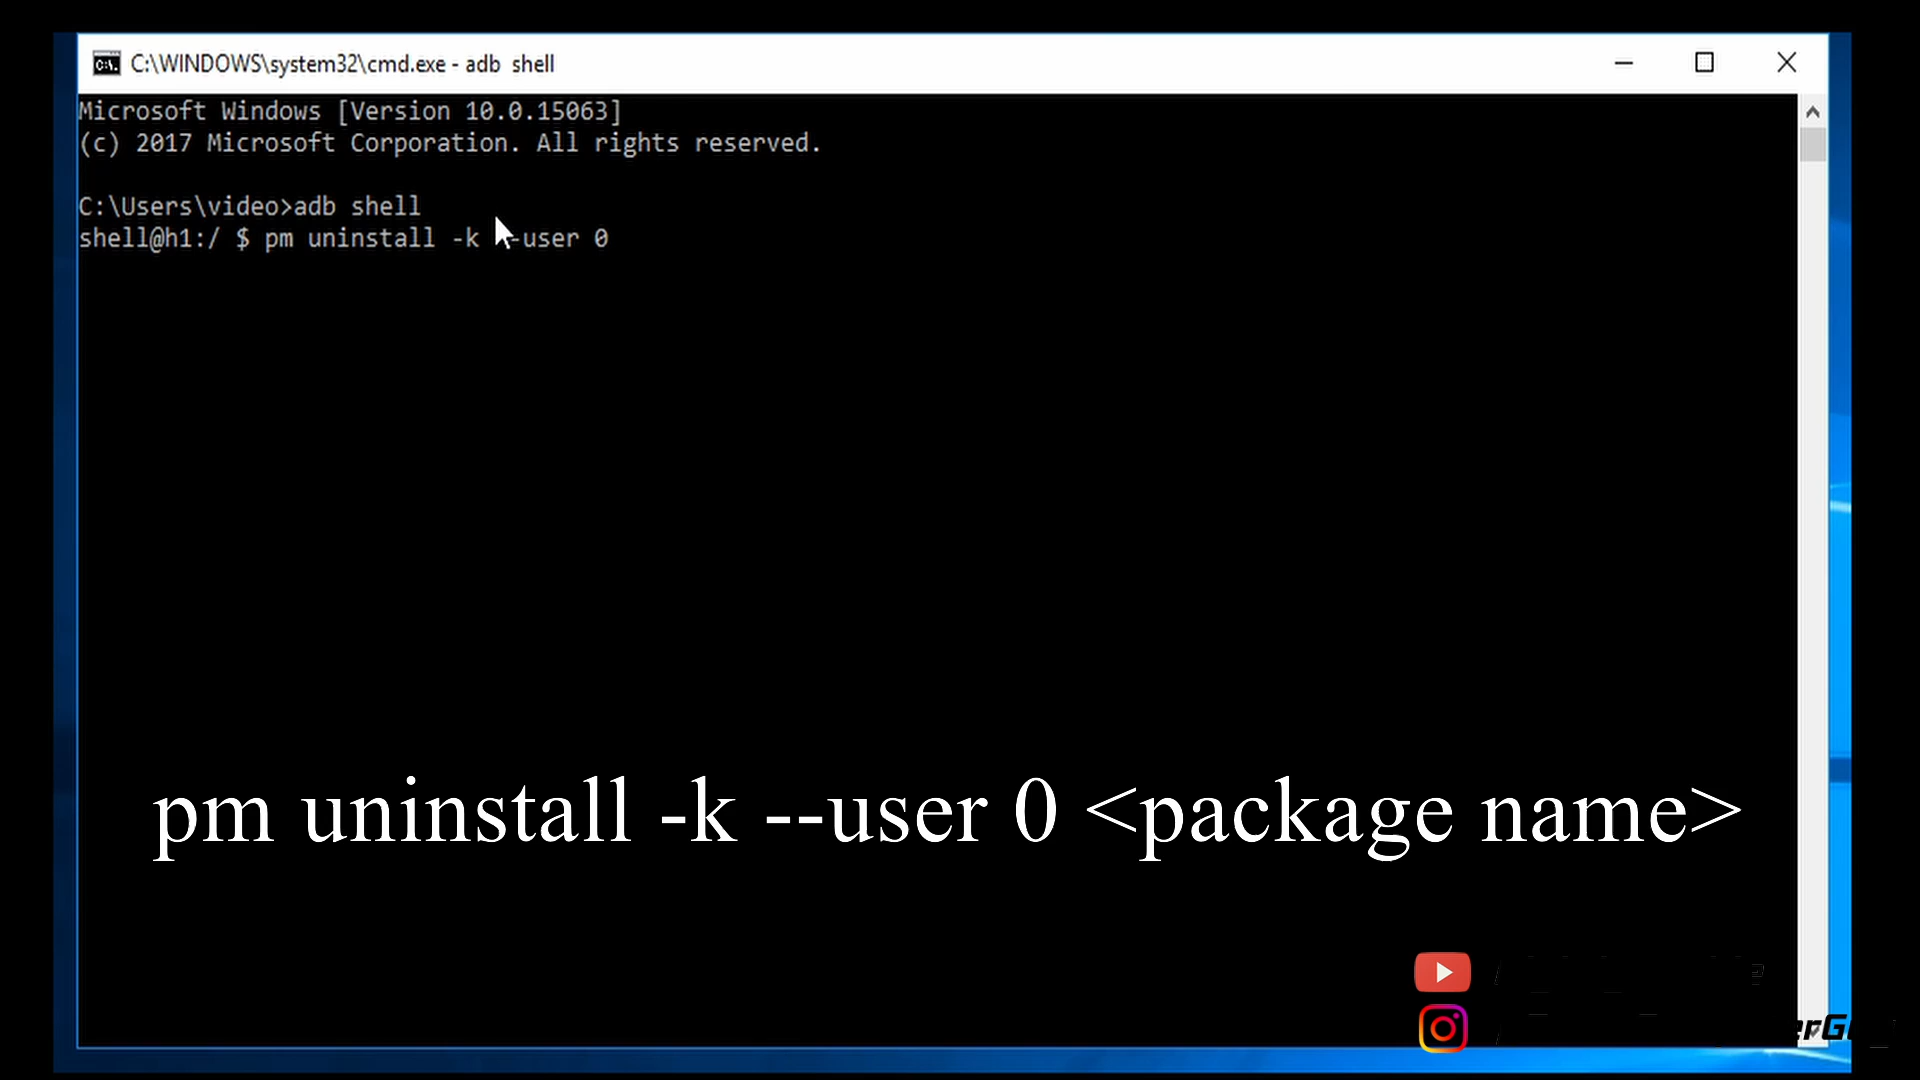 C:\WINDOWS\system32\cmd.exe - adb  shell
Microsoft Windows [Version 10.0.15063]
(c) 2017 Microsoft Corporation. All rights reserved.
C:\Users\video>adb shell
shell@h1:/ $ pm uninstall -k --user 0
pm uninstall -k --user 0 <package name>